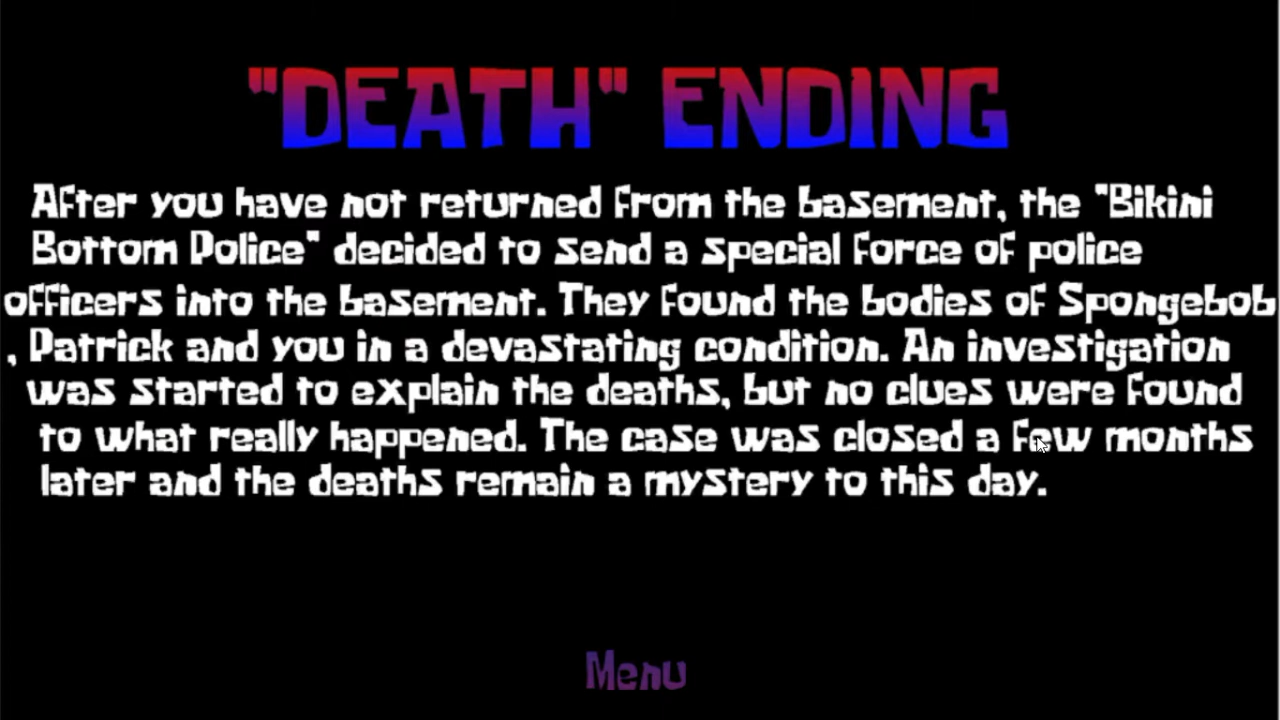 "DEATH" ENDING
After you have not returned from the basement, the "Bikini
Bottom Police" decided to send a special force of police
officers into the basement. They found the bodies of Spongebob
, Patrick and you in a devastating condition. An investigation
was started to explain the deaths, but no clues were found
to what really happened. The case was closed a few months
later and the deaths remain a mystery to this day.
Menu